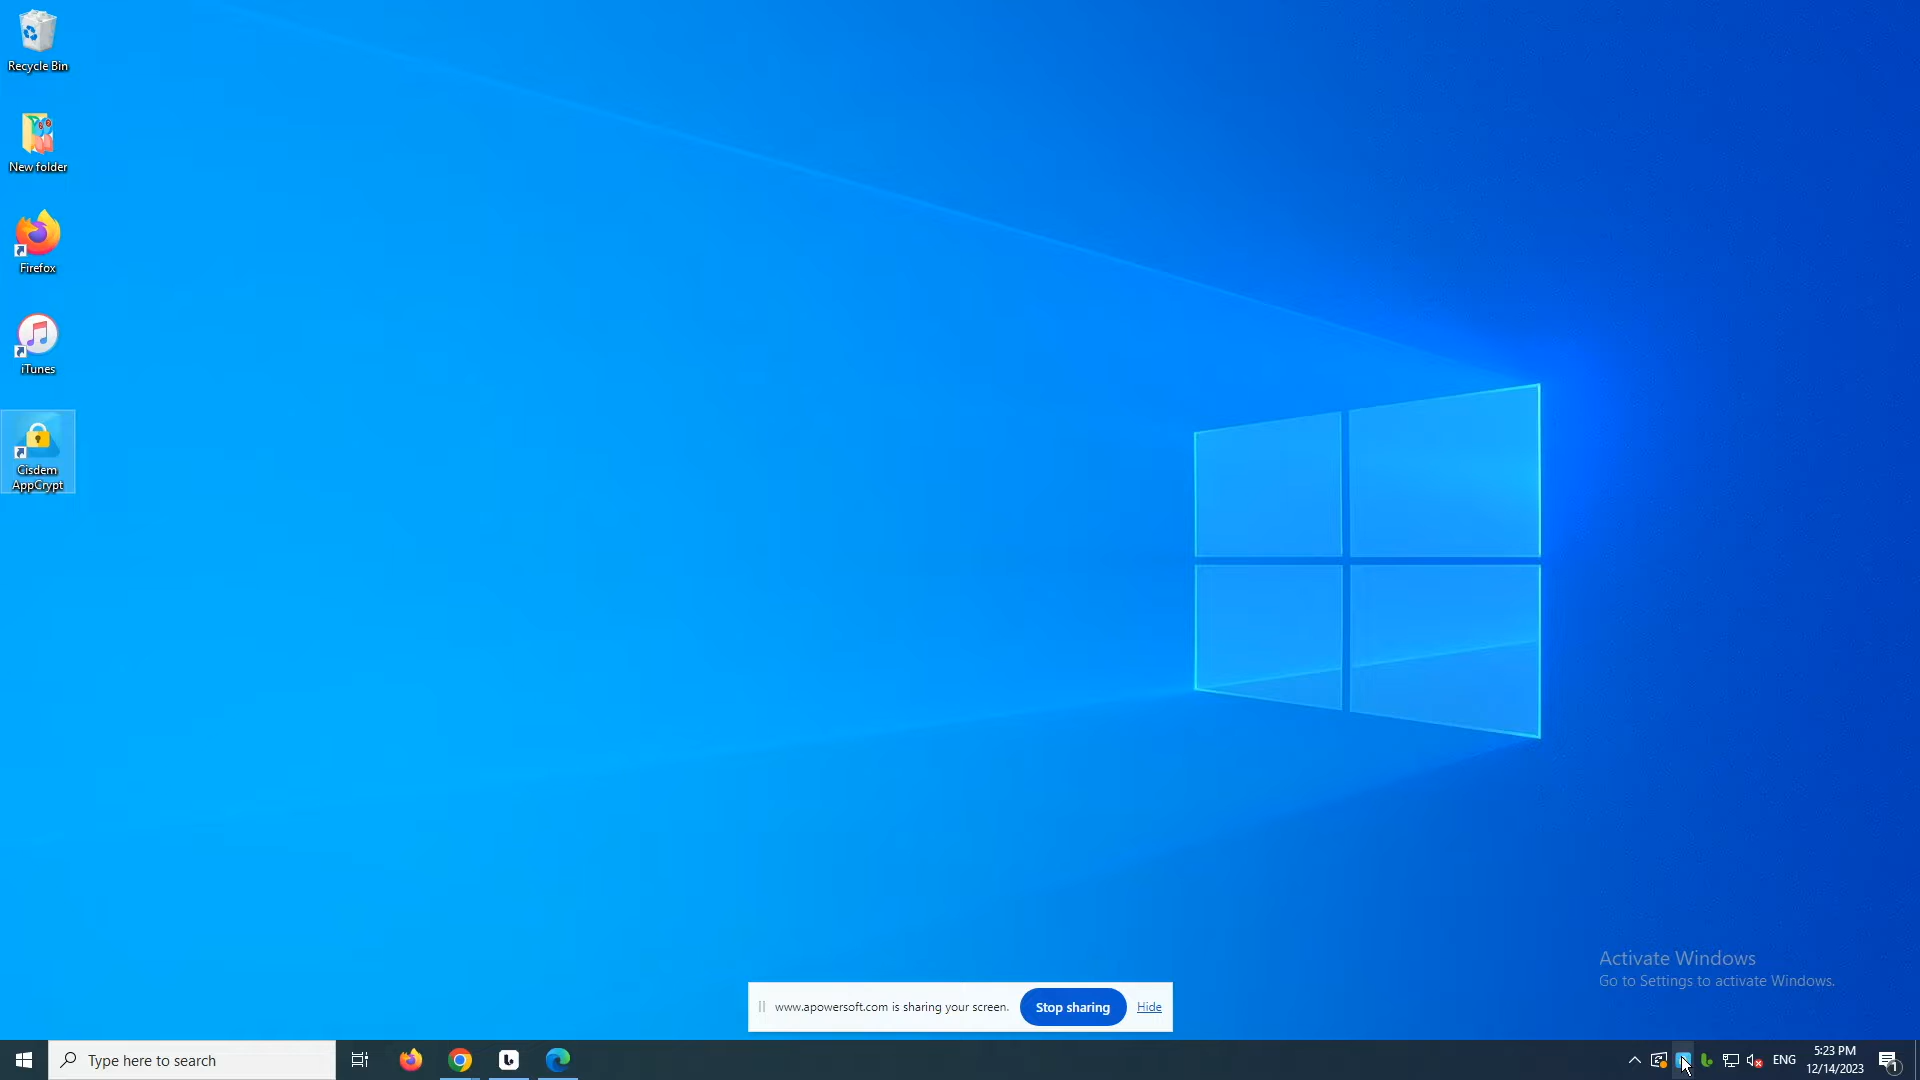 Recycle Bin
New folder
Firefox
iTunes
Cisdem
AppCrypt
Activate Windows
Go to Settings to activate Windows.
www.apowersoft.com is sharing your screen.
Stop sharing
Hide
Type here to search
ENG
5:23 PM
12/14/2023
1